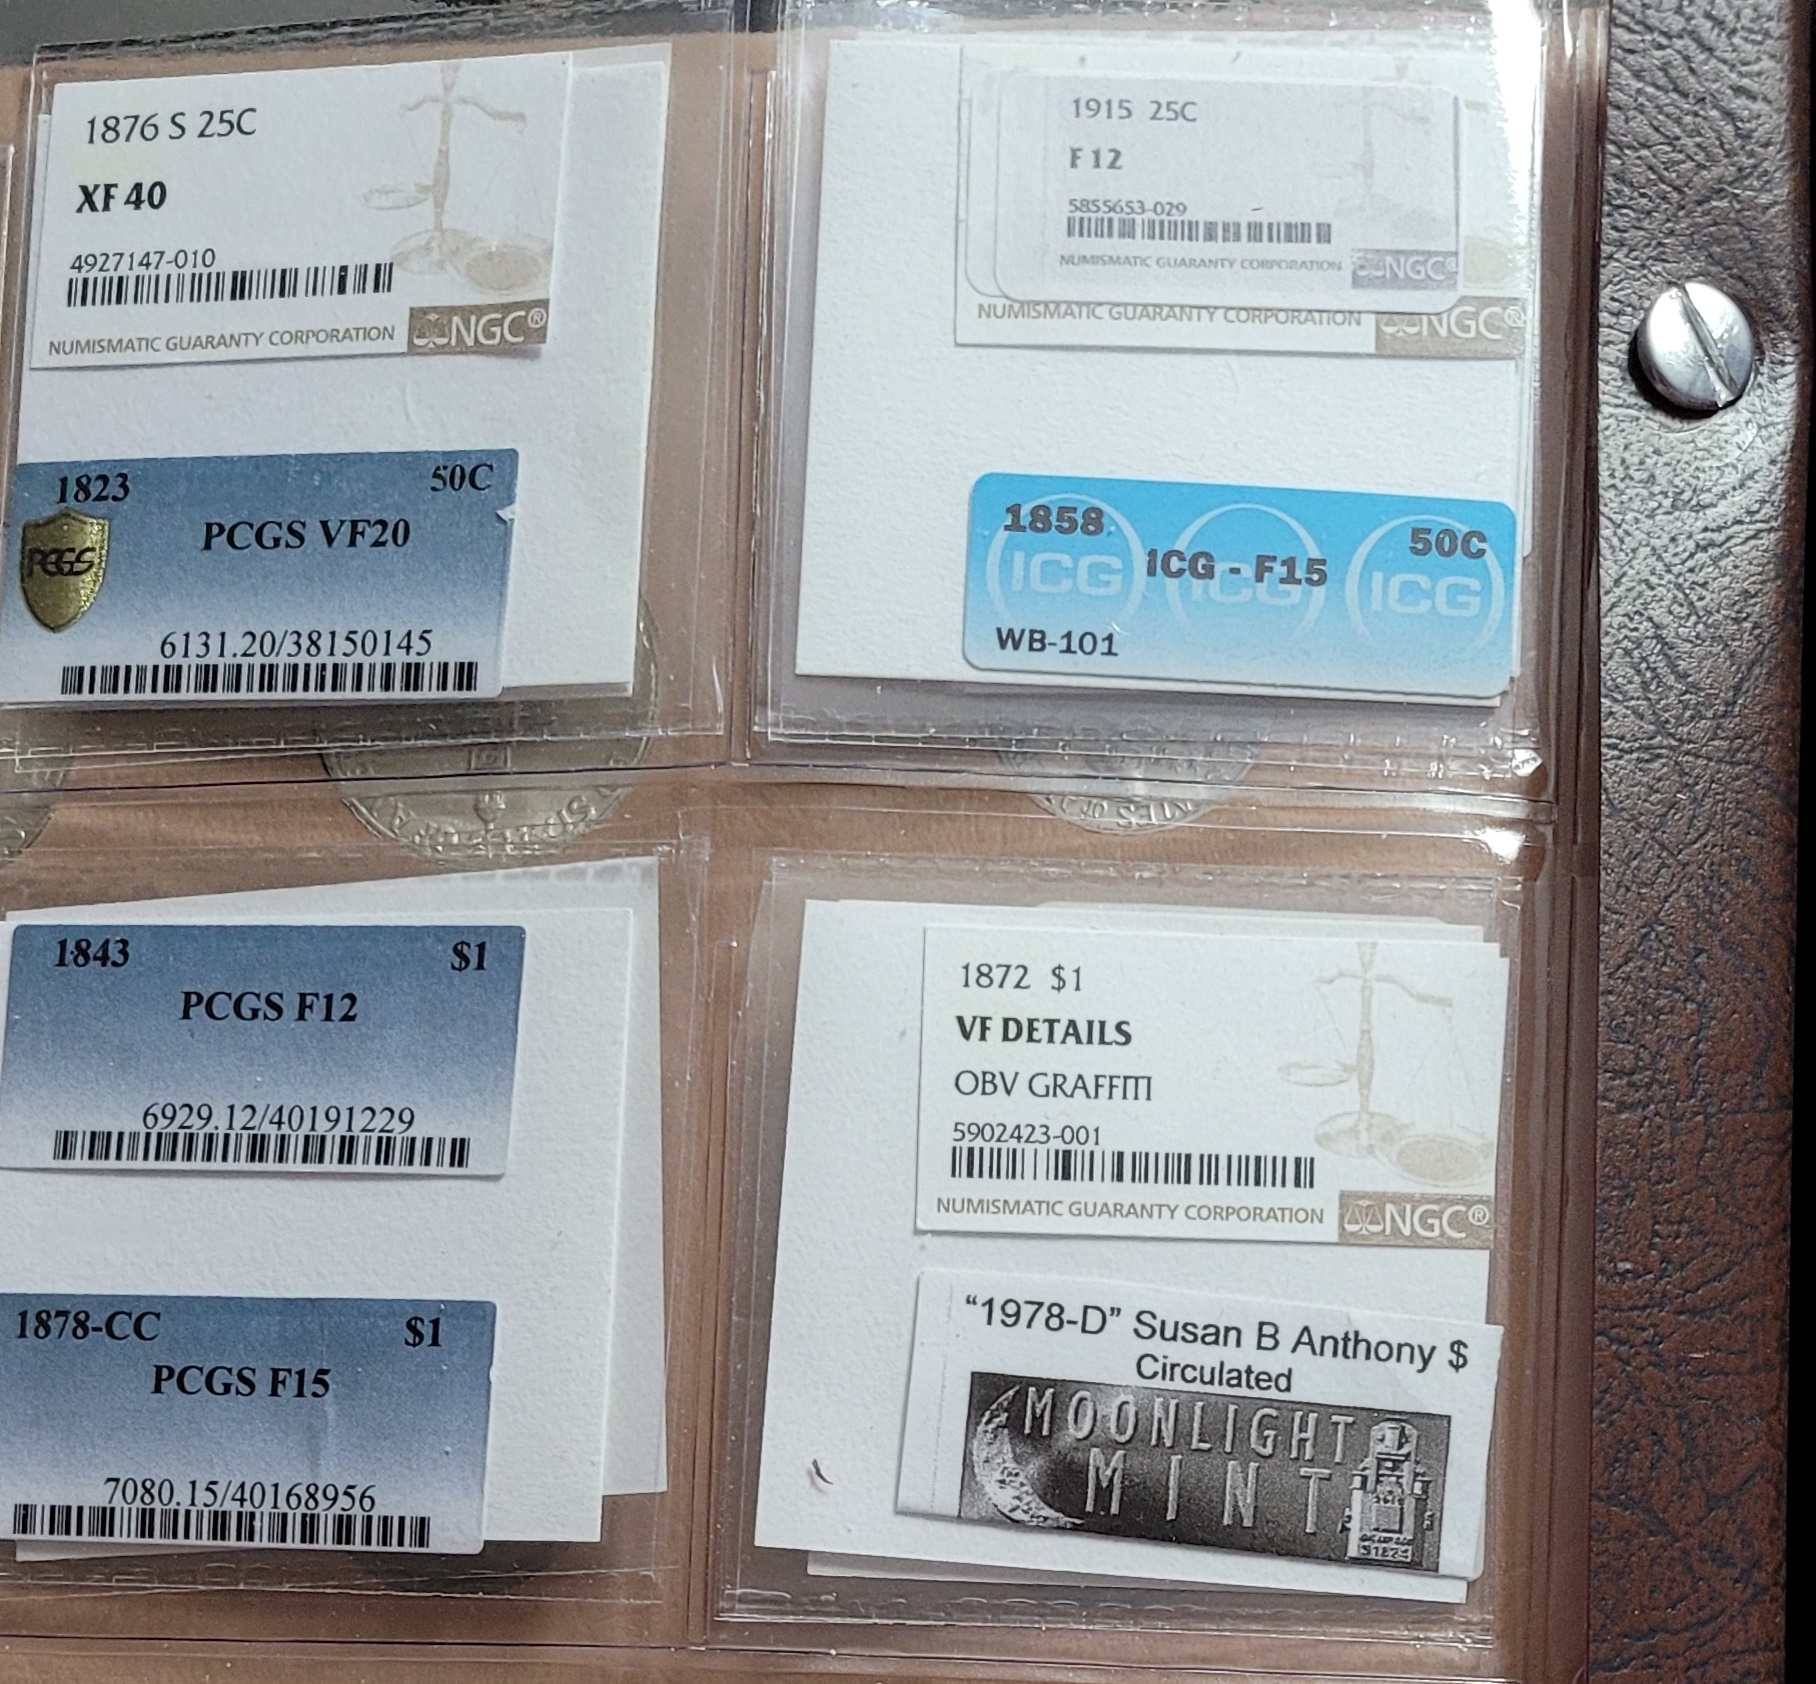 1876 S 25C
XF 40
4927147-010
NUMISMATIC GUARANTY CORPORATION NGC®
1823 50C
PCGS VF20
PCGS
6131.20/38150145
1915 25C
F 12
5855653-029
NUMISMATIC GUARANTY CORPORATION NGC®
NUMISMATIC GUARANTY CORPORATION NGC®
1858 50C
ICG - F15
ICG ICG ICG
WB-101
1843 $1
PCGS F12
6929.12/40191229
1878-CC $1
PCGS F15
7080.15/40168956
1872 $1
VF DETAILS
OBV GRAFFITI
5902423-001
NUMISMATIC GUARANTY CORPORATION NGC®
“1978-D” Susan B Anthony $
Circulated
MOONLIGHT
MINT